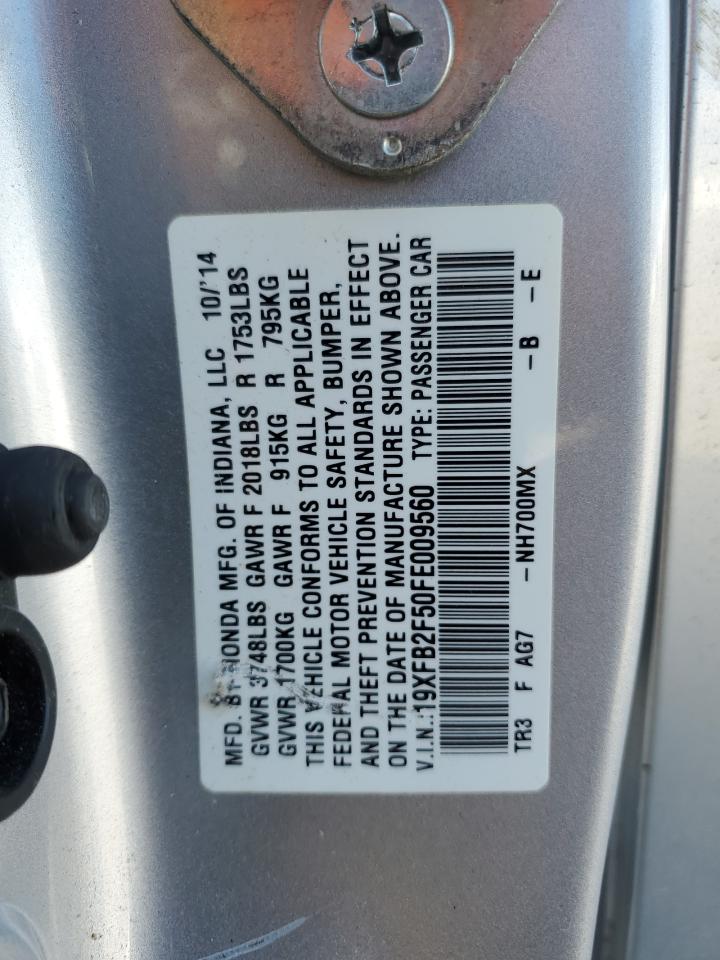 MFD. BY HONDA MFG. OF INDIANA, LLC 10/'14
GVWR 3748LBS GAWR F 2018LBS R 1753LBS
GVWR 1700KG GAWR F 915KG R 795KG
THIS VEHICLE CONFORMS TO ALL APPLICABLE
FEDERAL MOTOR VEHICLE SAFETY, BUMPER,
AND THEFT PREVENTION STANDARDS IN EFFECT
ON THE DATE OF MANUFACTURE SHOWN ABOVE.
V.I.N.:19XFB2F50FE009560 TYPE: PASSENGER CAR
TR3 F AG7 -NH700MX -B -E